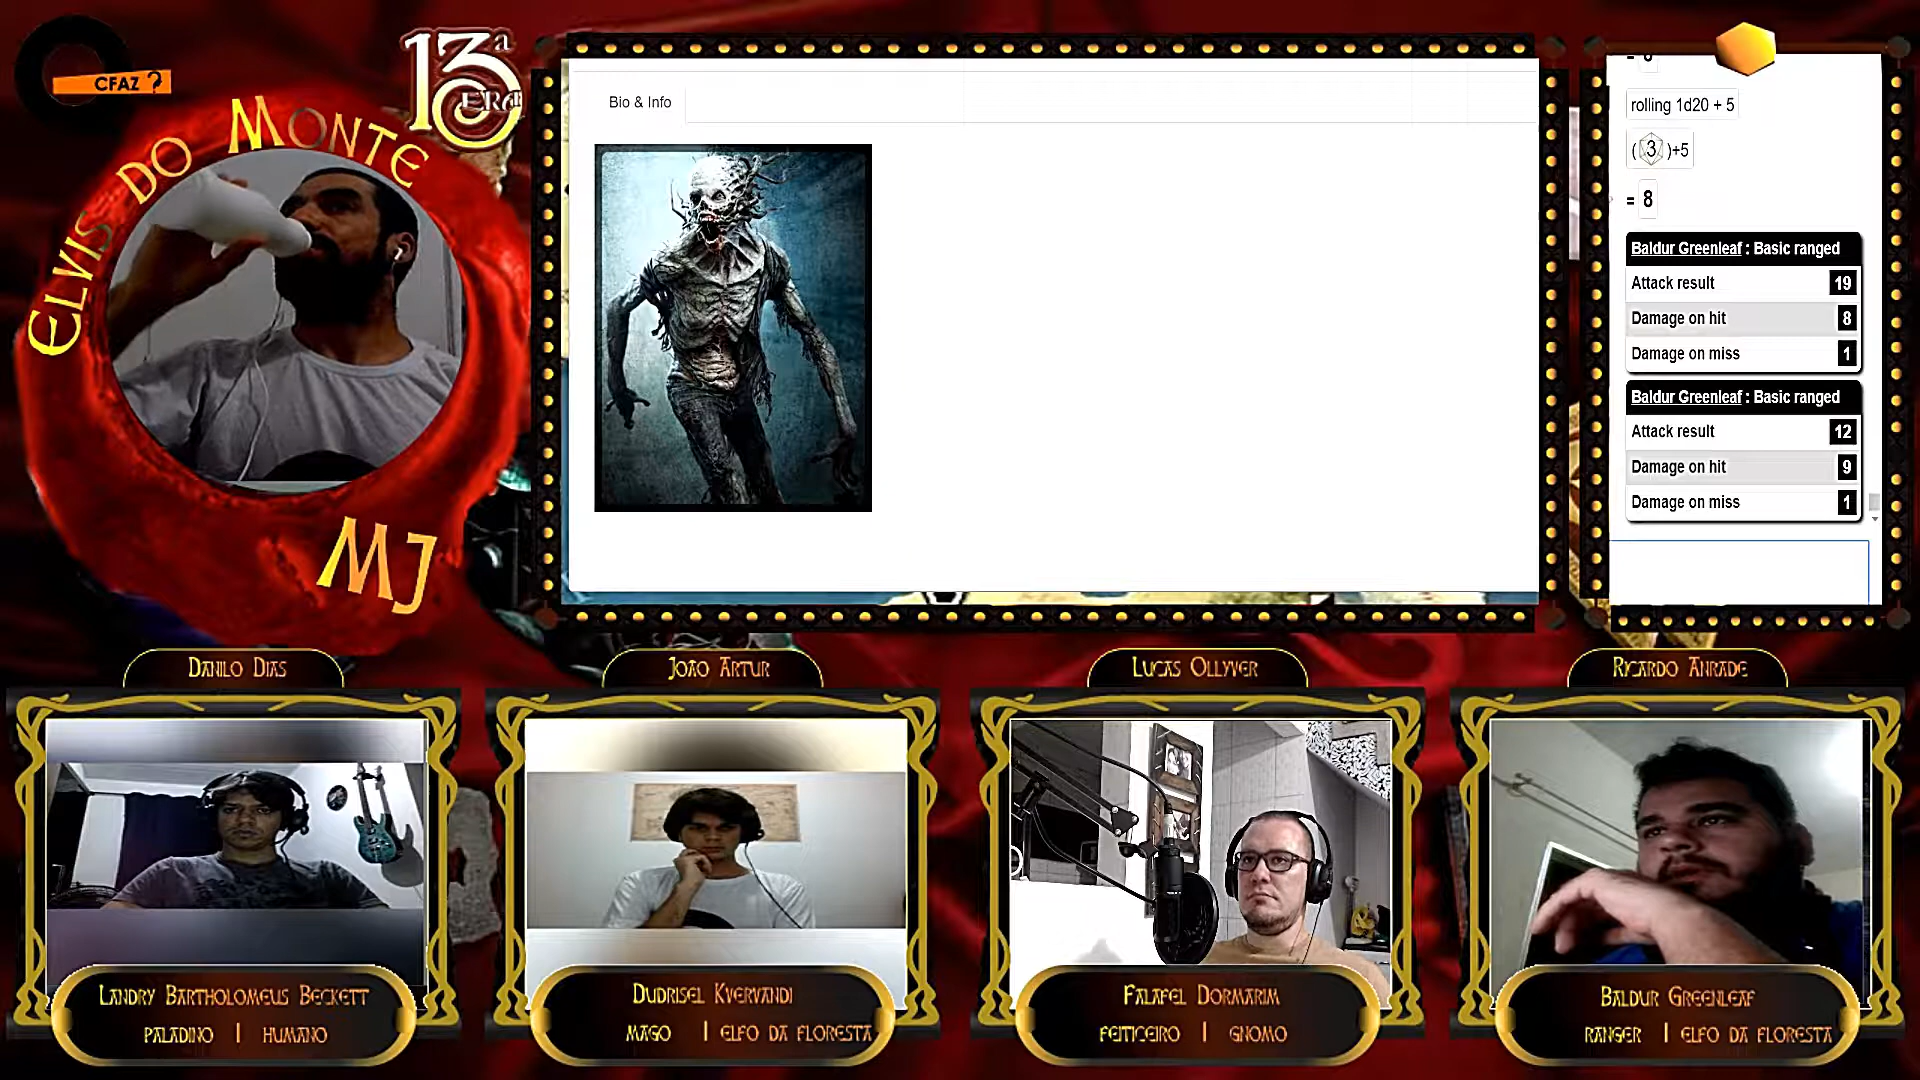 CFAZ?
13ª
ERA
ELVIS DO MONTE
MJ
Bio & Info
rolling 1d20 + 5
(3)+5
= 8
Baldur Greenleaf : Basic ranged
Attack result 19
Damage on hit 8
Damage on miss 1
Baldur Greenleaf : Basic ranged
Attack result 12
Damage on hit 9
Damage on miss 1
DANILO DIAS
LANDRY BARTHOLOMEUS BECKETT
PALADINO | HUMANO
JOÃO ARTUR
DUDRISEL KVERVANDI
MAGO | ELFO DA FLORESTA
LUCAS OLLYVER
FALAFEL DORMARIM
FEITICEIRO | GNOMO
RICARDO ANRADE
BALDUR GREENLEAF
RANGER | ELFO DA FLORESTA